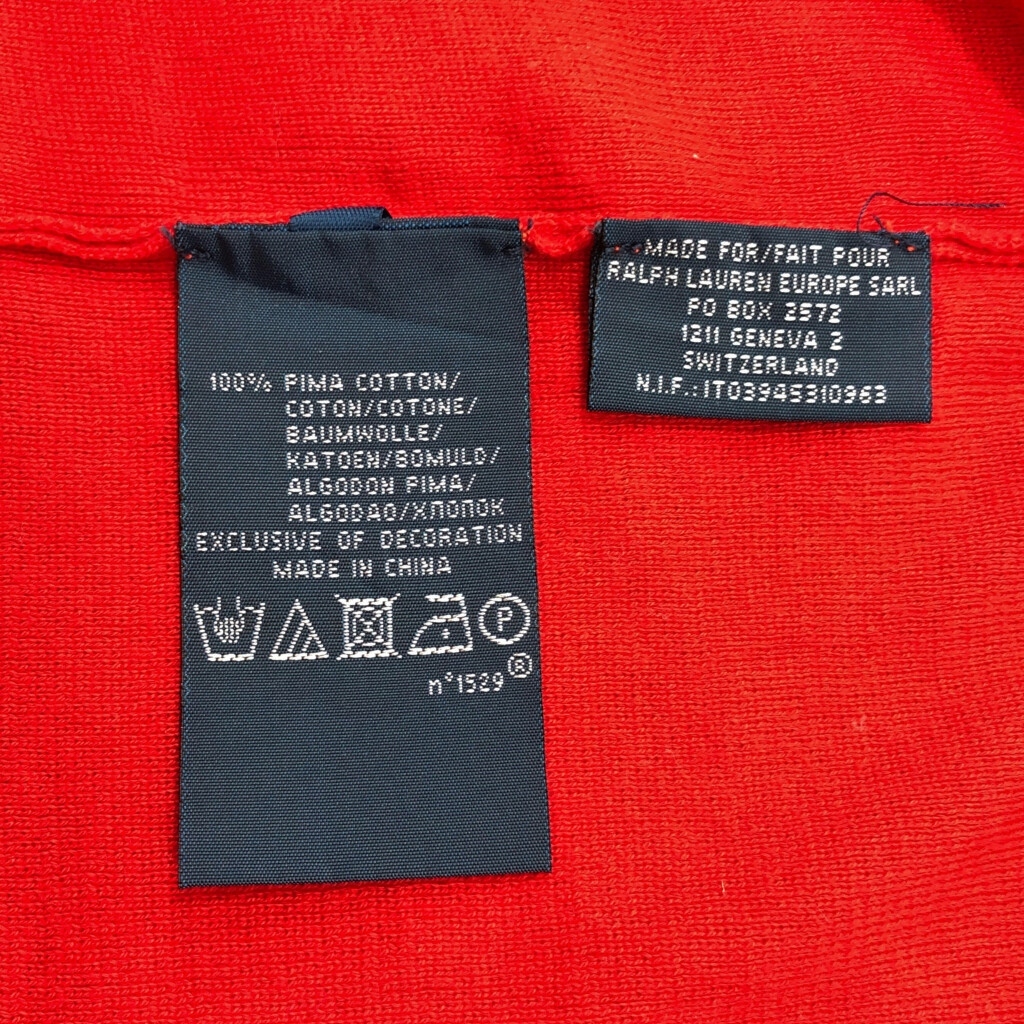 100% PIMA COTTON/
COTON/COTONE/
BAUMWOLLE/
KATOEN/BOMULD/
ALGODON PIMA/
ALGODAO/ХЛОПОК
EXCLUSIVE OF DECORATION
MADE IN CHINA
P
n°1529®
MADE FOR/FAIT POUR
RALPH LAUREN EUROPE SARL
PO BOX 2572
1211 GENEVA 2
SWITZERLAND
N.I.F.:IT03945310963